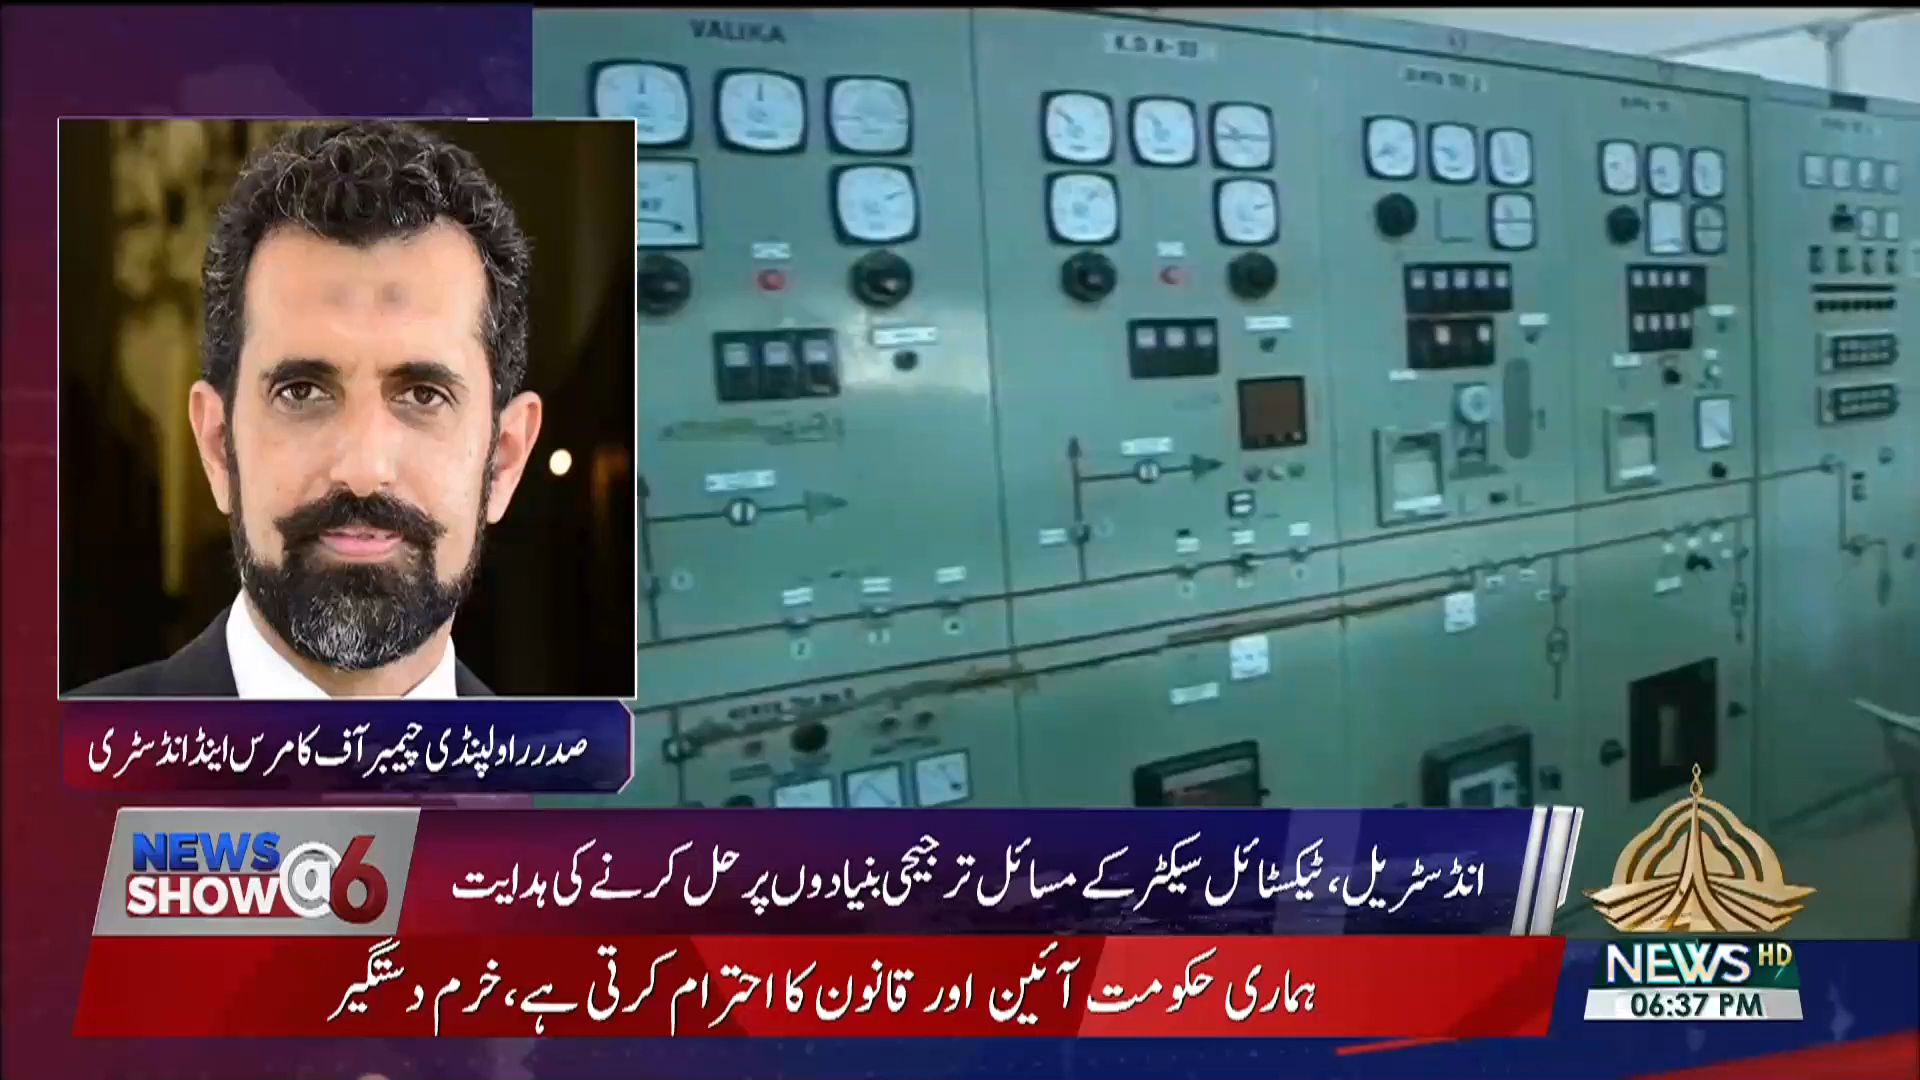 VALIKA
صدر راولپنڈی چیمبر آف کامرس اینڈ انڈسٹری
NEWS
SHOW@6
انڈسٹریل، ٹیکسٹائل سیکٹر کے مسائل ترجیحی بنیادوں پر حل کرنے کی ہدایت
ہماری حکومت آئین اور قانون کا احترام کرتی ہے، خرم دستگیر
NEWS HD
06:37 PM